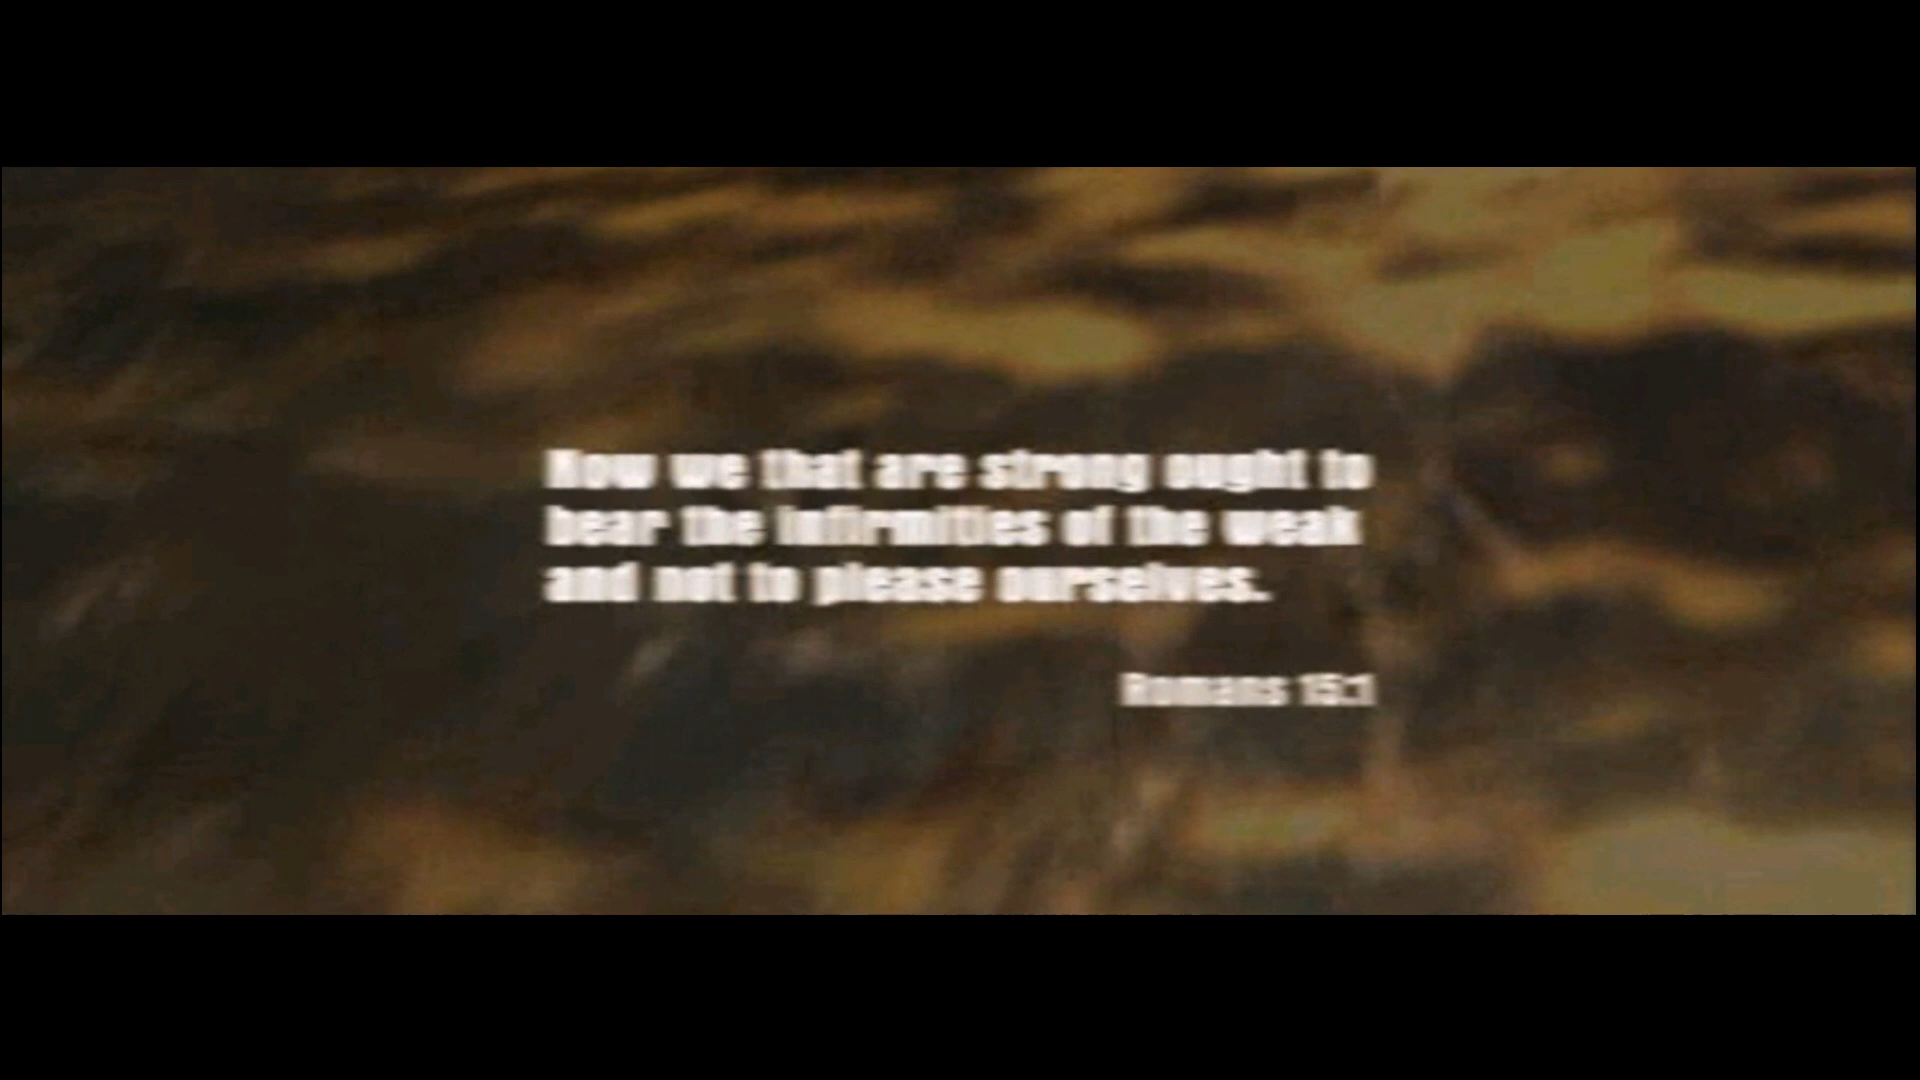 Now we that are strong ought to
bear the infirmities of the weak
and not to please ourselves.
Romans 15:1